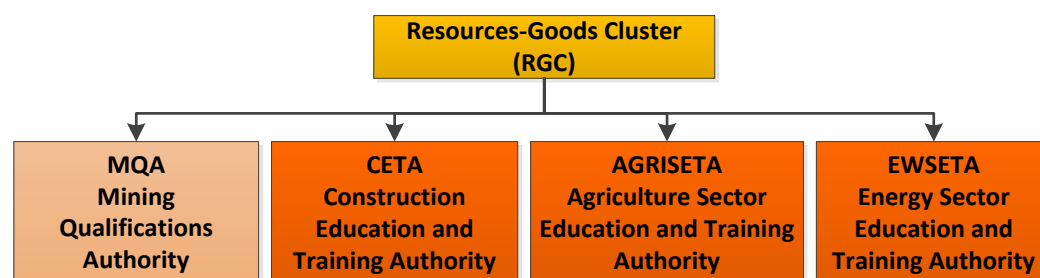 Resources-Goods Cluster
(RGC)
MQA
Mining
Qualifications
Authority
CETA
Construction
Education and
Training Authority
AGRISETA
Agriculture Sector
Education and Training
Authority
EWSETA
Energy Sector
Education and
Training Authority